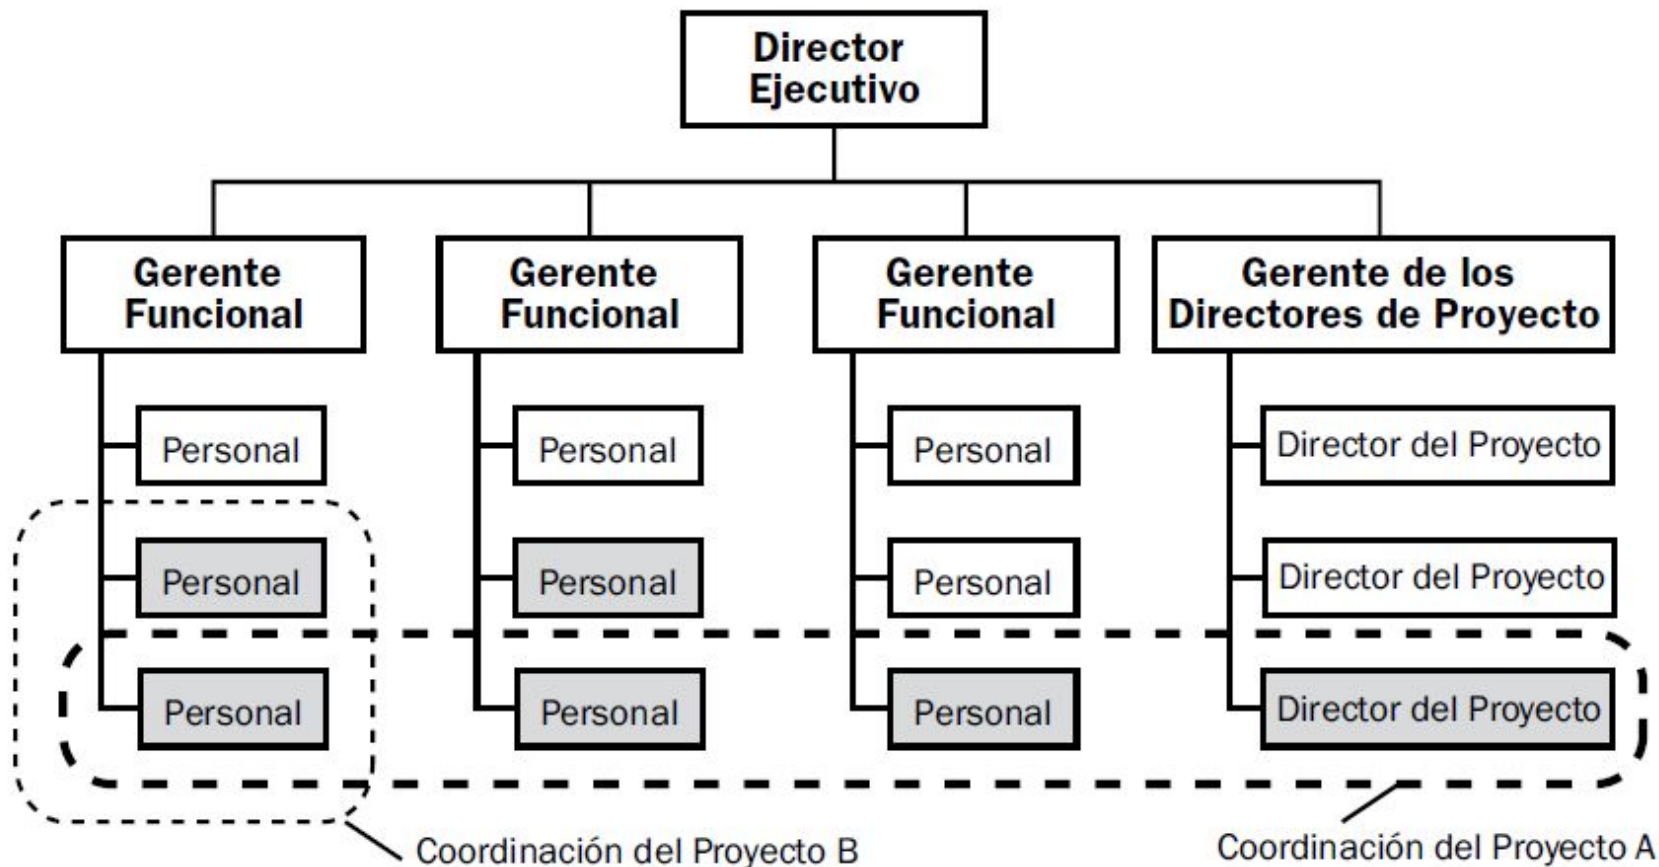 Director
Ejecutivo
Gerente
Funcional
Gerente
Funcional
Gerente
Funcional
Gerente de los
Directores de Proyecto
Personal
Personal
Personal
Director del Proyecto
Personal
Personal
Personal
Director del Proyecto
Personal
Personal
Personal
Director del Proyecto
Coordinación del Proyecto B
Coordinación del Proyecto A